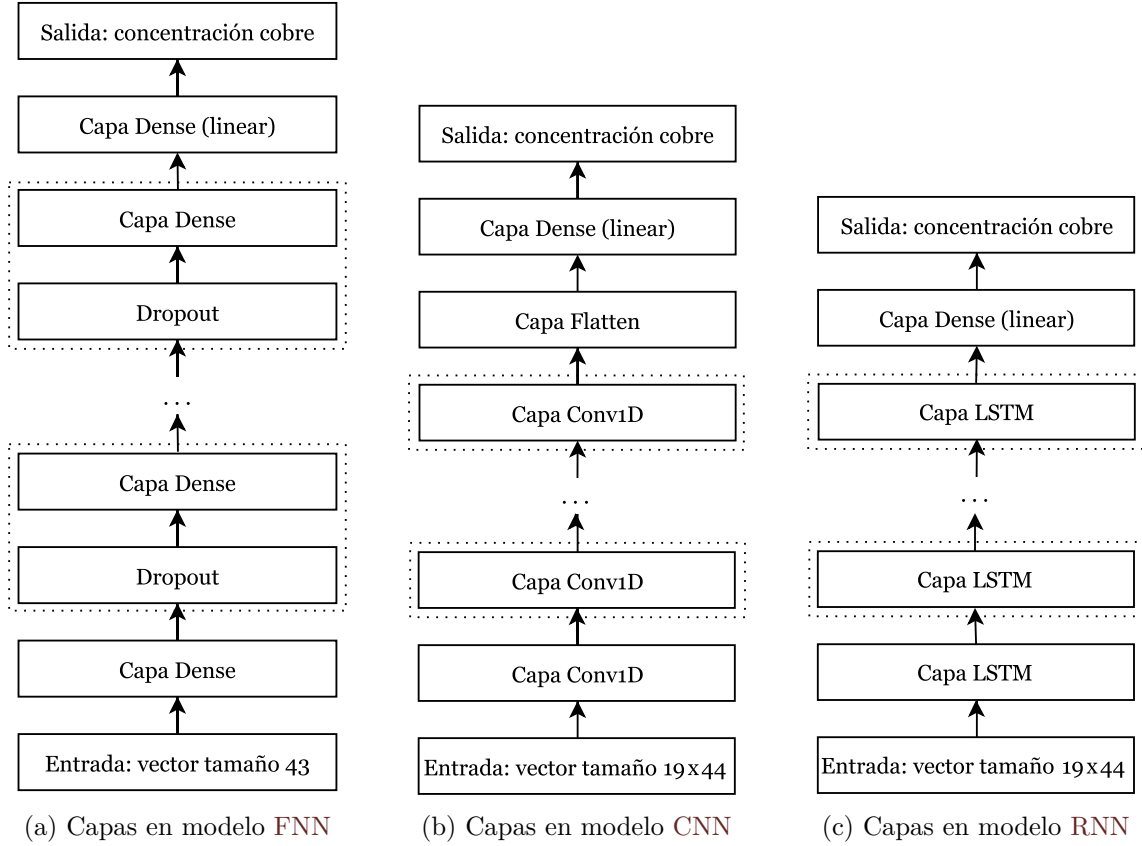 Salida: concentración cobre
Capa Dense (linear)
Capa Dense
Dropout
...
Capa Dense
Dropout
Capa Dense
Entrada: vector tamaño 43
(a) Capas en modelo FNN
Salida: concentración cobre
Capa Dense (linear)
Capa Flatten
Capa Conv1D
...
Capa Conv1D
Capa Conv1D
Entrada: vector tamaño 19x44
(b) Capas en modelo CNN
Salida: concentración cobre
Capa Dense (linear)
Capa LSTM
...
Capa LSTM
Capa LSTM
Entrada: vector tamaño 19x44
(c) Capas en modelo RNN